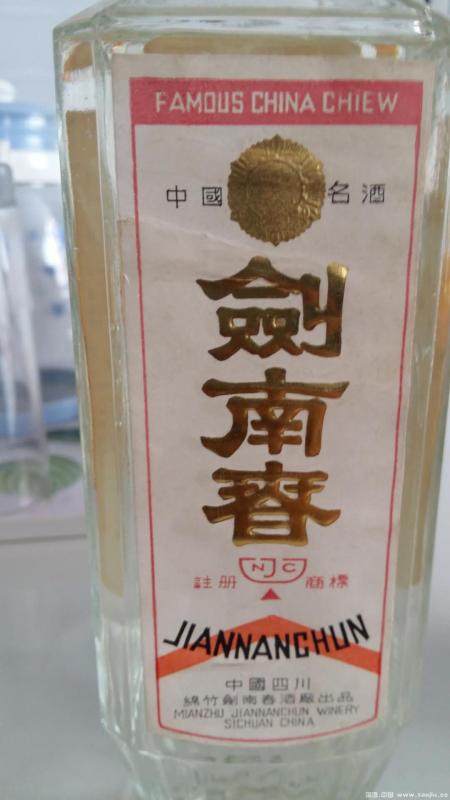 FAMOUS CHINA CHIEW
中國 名酒
劍南春
NJC
註册 商標
JIANNANCHUN
中國四川
綿竹劍南春酒厰出品
MIANZHU JIANNANCHUN WINERY
SICHUAN CHINA